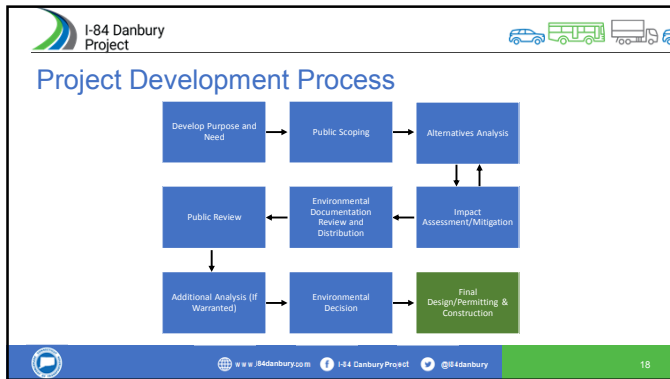 I-84 Danbury
Project
Project Development Process
Develop Purpose and
Need
Public Scoping
Alternatives Analysis
Public Review
Environmental
Documentation
Review and
Distribution
Impact
Assessment/Mitigation
Additional Analysis (If
Warranted)
Environmental
Decision
Final
Design/Permitting &
Construction
www.i84danbury.com
I-84 Danbury Project
@i84danbury
18